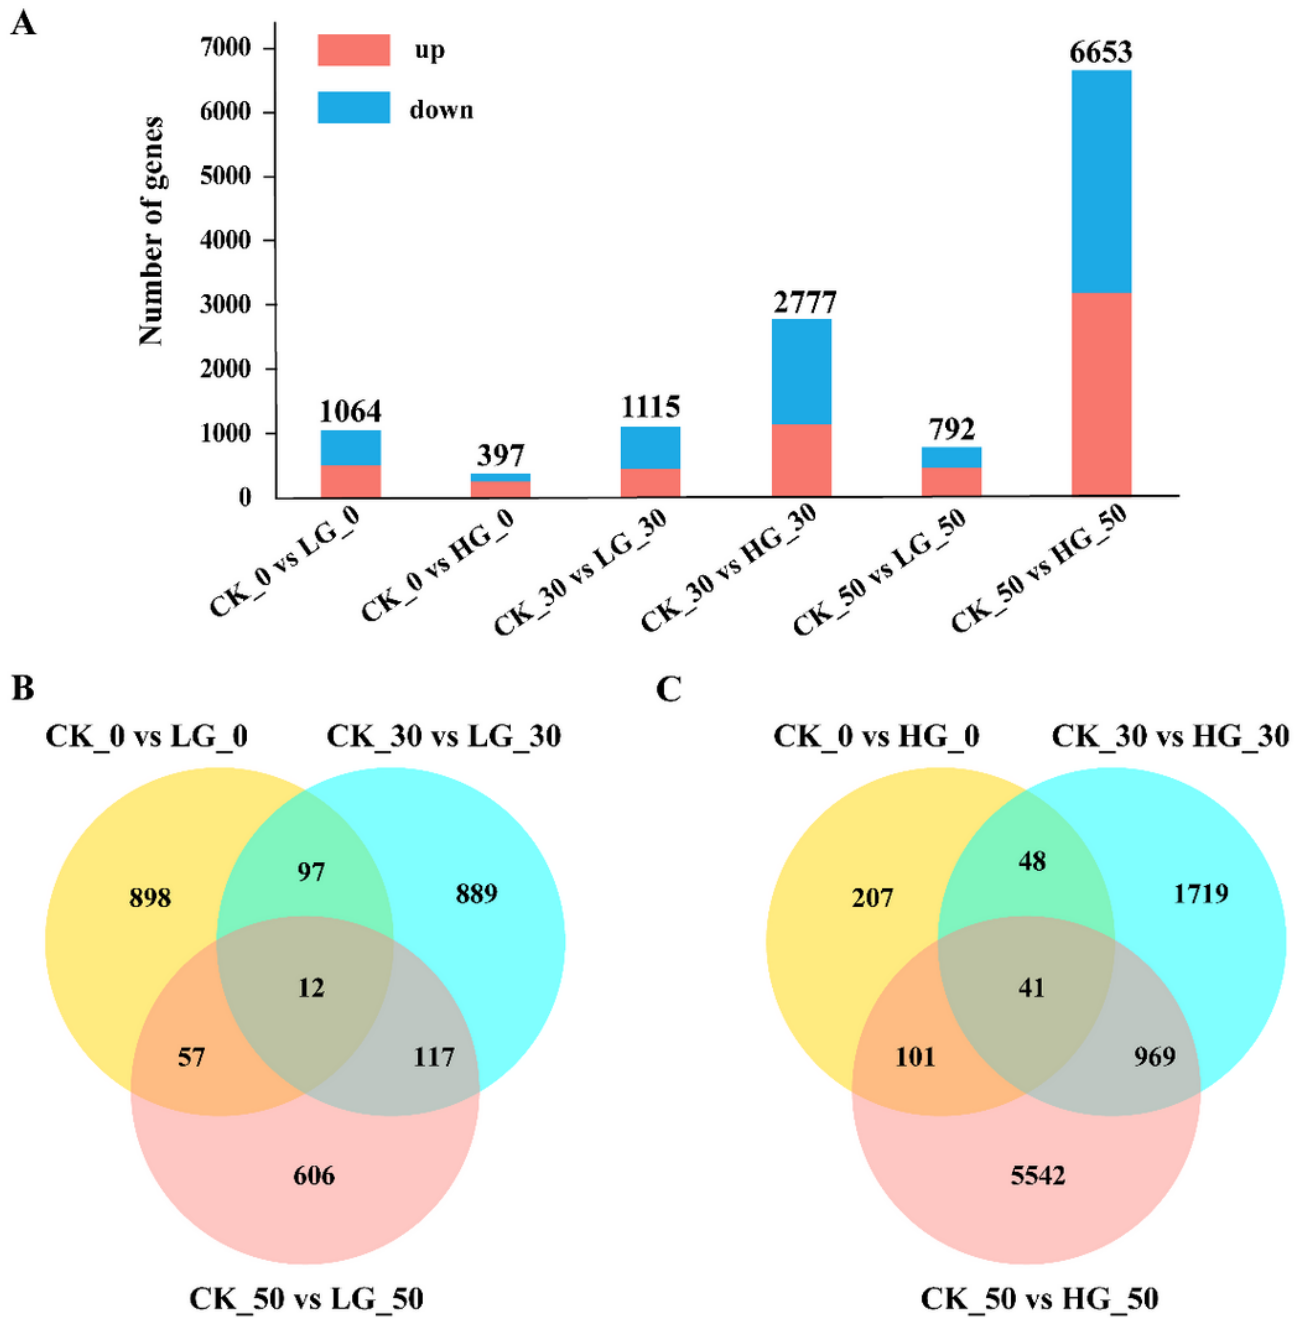 A
up
down
Number of genes
7000
6000
5000
4000
3000
2000
1000
0
1064
397
1115
2777
792
6653
CK_0 vs LG_0
CK_0 vs HG_0
CK_30 vs LG_30
CK_30 vs HG_30
CK_50 vs LG_50
CK_50 vs HG_50
B
CK_0 vs LG_0
CK_30 vs LG_30
898
97
889
12
57
117
606
CK_50 vs LG_50
C
CK_0 vs HG_0
CK_30 vs HG_30
207
48
1719
41
101
969
5542
CK_50 vs HG_50